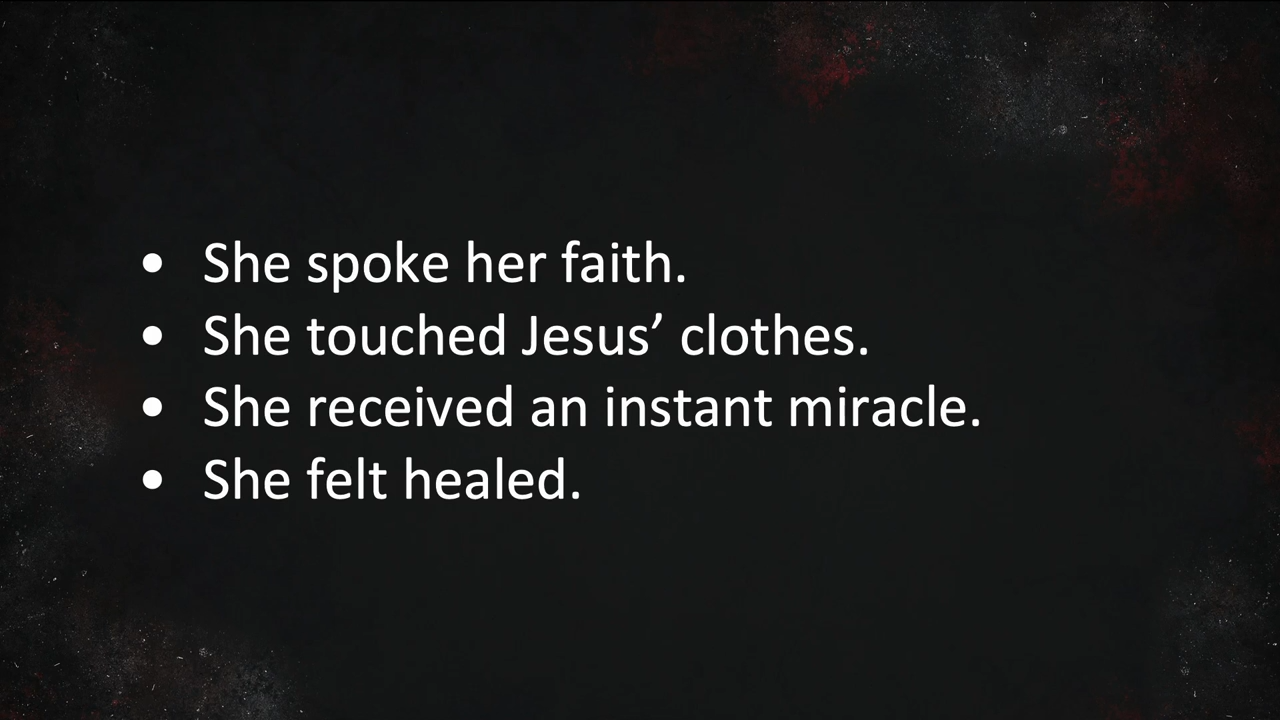 • She spoke her faith.
• She touched Jesus’ clothes.
• She received an instant miracle.
• She felt healed.